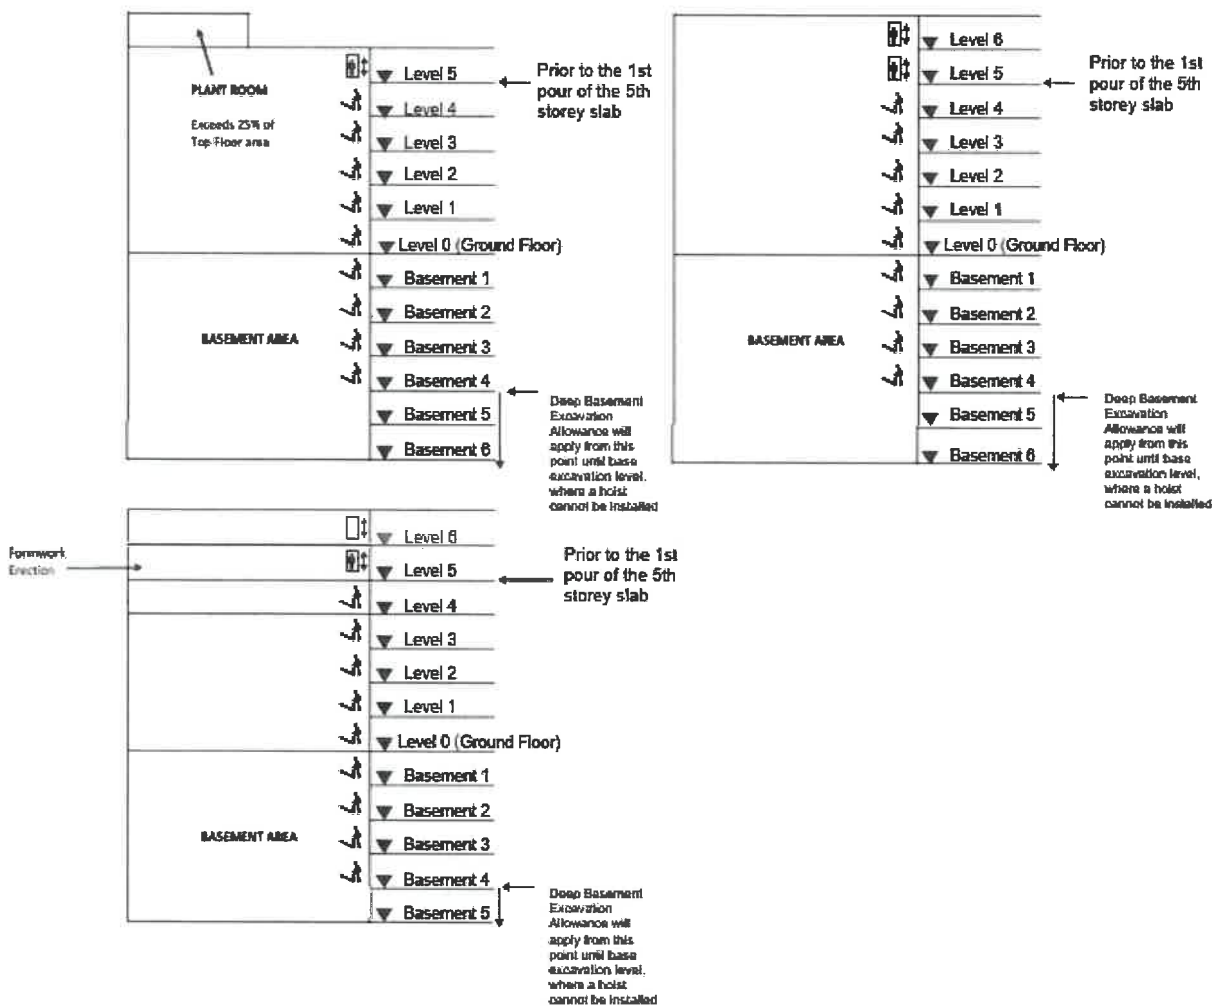 PLANT ROOM
Exceeds 25% of
Top Floor area
Level 5
Level 4
Level 3
Level 2
Level 1
Level 0 (Ground Floor)
Basement 1
Basement 2
Basement 3
Basement 4
Basement 5
Basement 6
BASEMENT AREA
Prior to the 1st
pour of the 5th
storey slab
Deep Basement
Excavation
Allowance will
apply from this
point until base
excavation level,
where a hoist
cannot be installed
Level 6
Level 5
Level 4
Level 3
Level 2
Level 1
Level 0 (Ground Floor)
Basement 1
Basement 2
Basement 3
Basement 4
Basement 5
Basement 6
BASEMENT AREA
Prior to the 1st
pour of the 5th
storey slab
Deep Basement
Excavation
Allowance will
apply from this
point until base
excavation level,
where a hoist
cannot be installed
Formwork
Erection
Level 6
Level 5
Level 4
Level 3
Level 2
Level 1
Level 0 (Ground Floor)
Basement 1
Basement 2
Basement 3
Basement 4
Basement 5
BASEMENT AREA
Prior to the 1st
pour of the 5th
storey slab
Deep Basement
Excavation
Allowance will
apply from this
point until base
excavation level,
where a hoist
cannot be installed